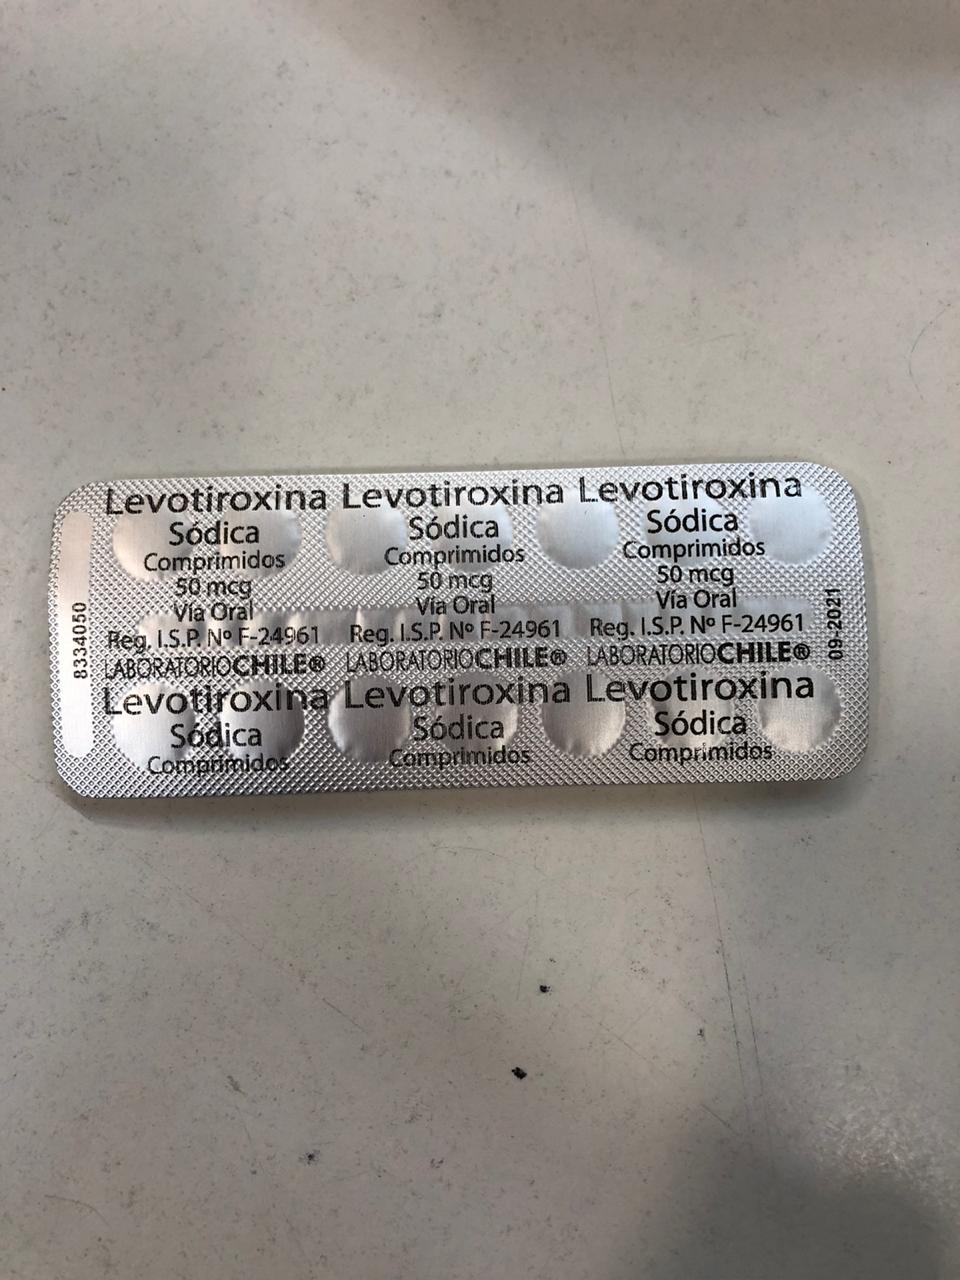 Levotiroxina Levotiroxina Levotiroxina
Sódica Sódica Sódica
Comprimidos Comprimidos Comprimidos
50 mcg 50 mcg 50 mcg
Vía Oral Vía Oral Vía Oral
Reg. I.S.P. Nº F-24961 Reg. I.S.P. Nº F-24961 Reg. I.S.P. Nº F-24961
LABORATORIOCHILE® LABORATORIOCHILE® LABORATORIOCHILE®
Levotiroxina Levotiroxina Levotiroxina
Sódica Sódica Sódica
Comprimidos Comprimidos Comprimidos
8334050
09-2021